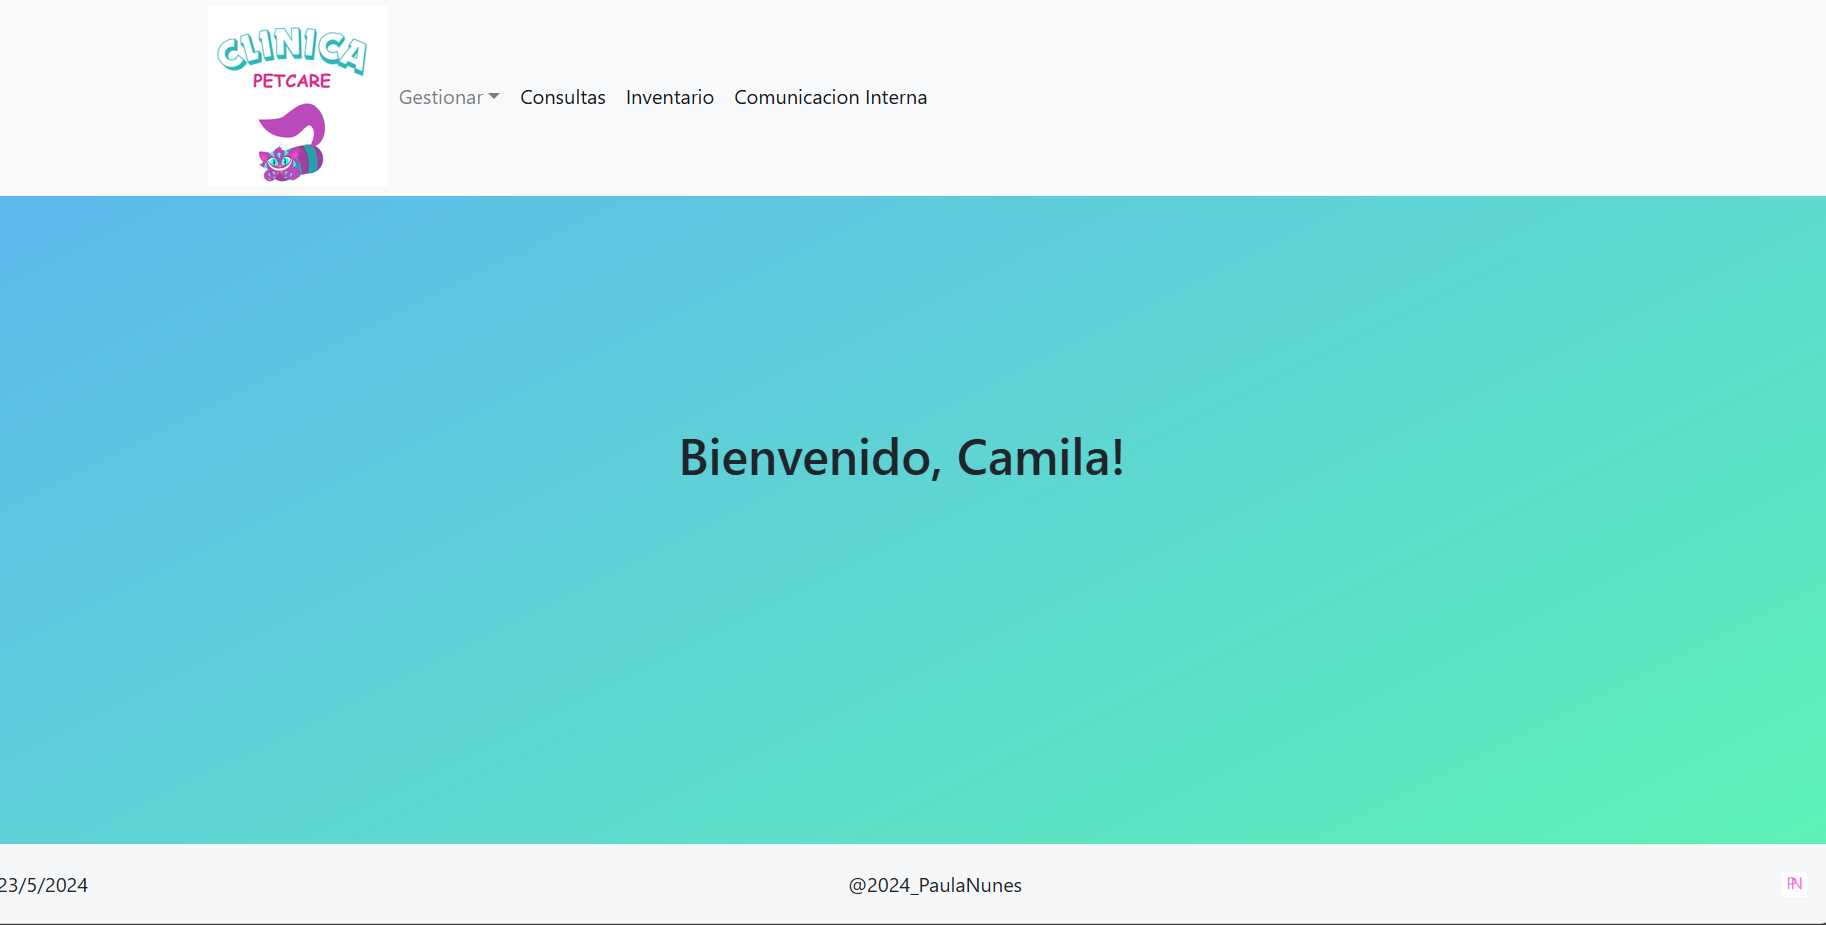 CLINICA
PETCARE
Gestionar Consultas Inventario Comunicacion Interna
Bienvenido, Camila!
23/5/2024 @2024_PaulaNunes PN